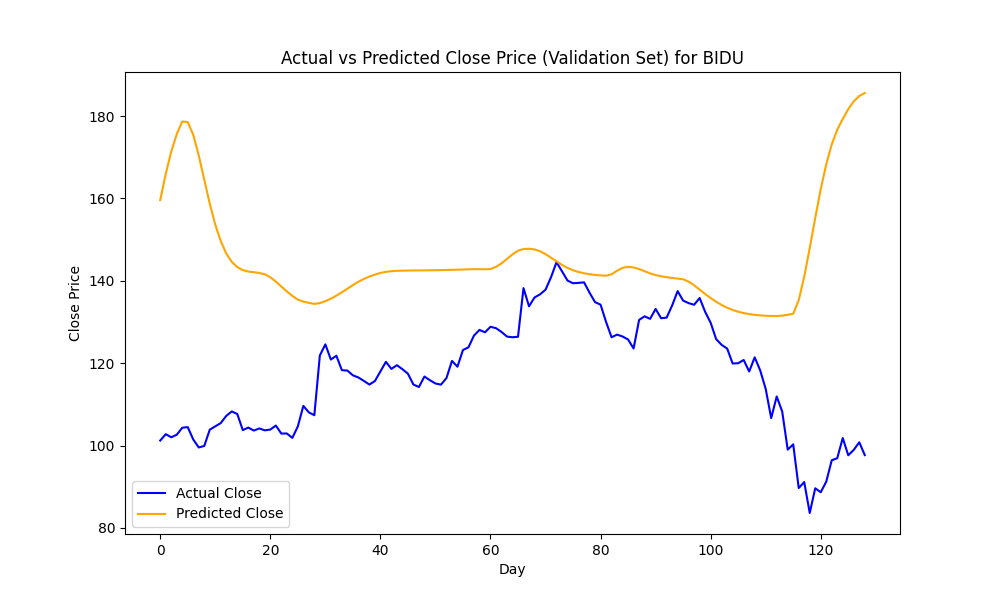 Actual vs Predicted Close Price (Validation Set) for BIDU
180
160
140
120
100
80
Close Price
Actual Close
Predicted Close
0 20 40 60 80 100 120
Day